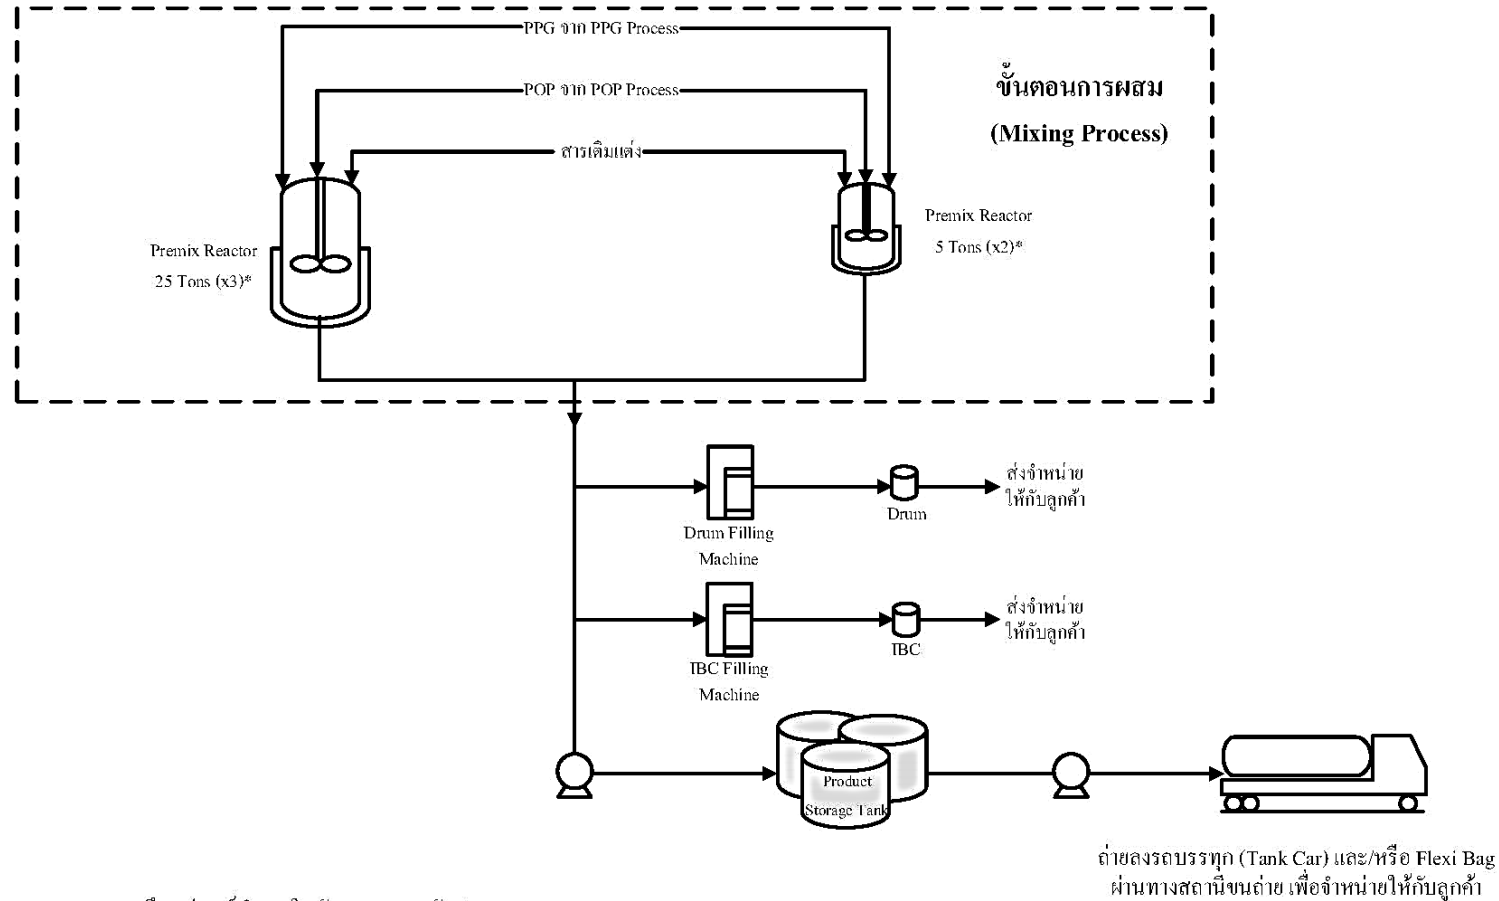 PPG จาก PPG Process
POP จาก POP Process
สารเติมแต่ง
ขั้นตอนการผสม
(Mixing Process)
Premix Reactor
25 Tons (x3)*
Premix Reactor
5 Tons (x2)*
Drum Filling
Machine
Drum
ส่งจำหน่าย
ให้กับลูกค้า
IBC Filling
Machine
IBC
ส่งจำหน่าย
ให้กับลูกค้า
Product
Storage Tank
ถ่ายลงรถบรรทุก (Tank Car) และ/หรือ Flexi Bag
ผ่านทางสถานีขนถ่าย เพื่อจำหน่ายให้กับลูกค้า